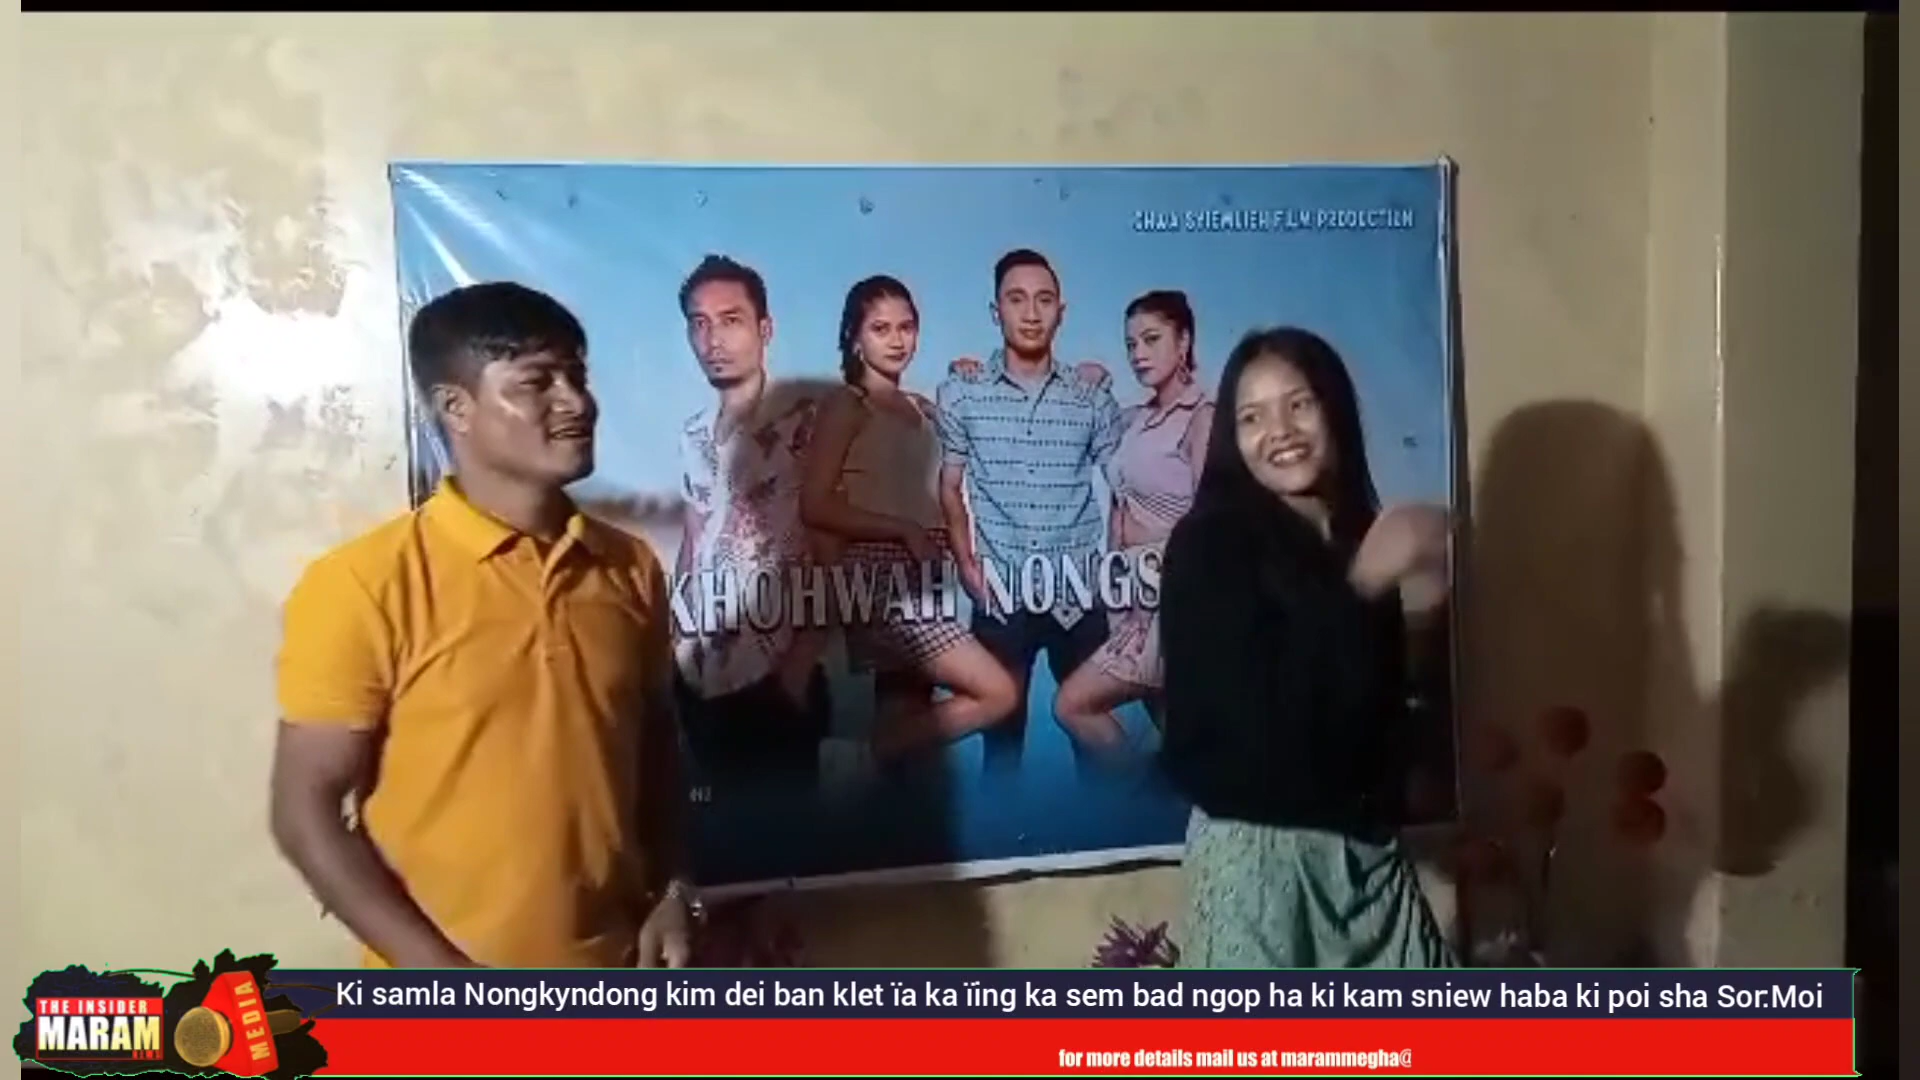 SYIEMLIEH FILM PRODUCTION
KHOHWAH NONGS
Ki samla Nongkyndong kim dei ban klet ïa ka ïing ka sem bad ngop ha ki kam sniew haba ki poi sha Sor:Moi
THE INSIDER
MARAM
NEWS
MEDIA
for more details mail us at marammegha@